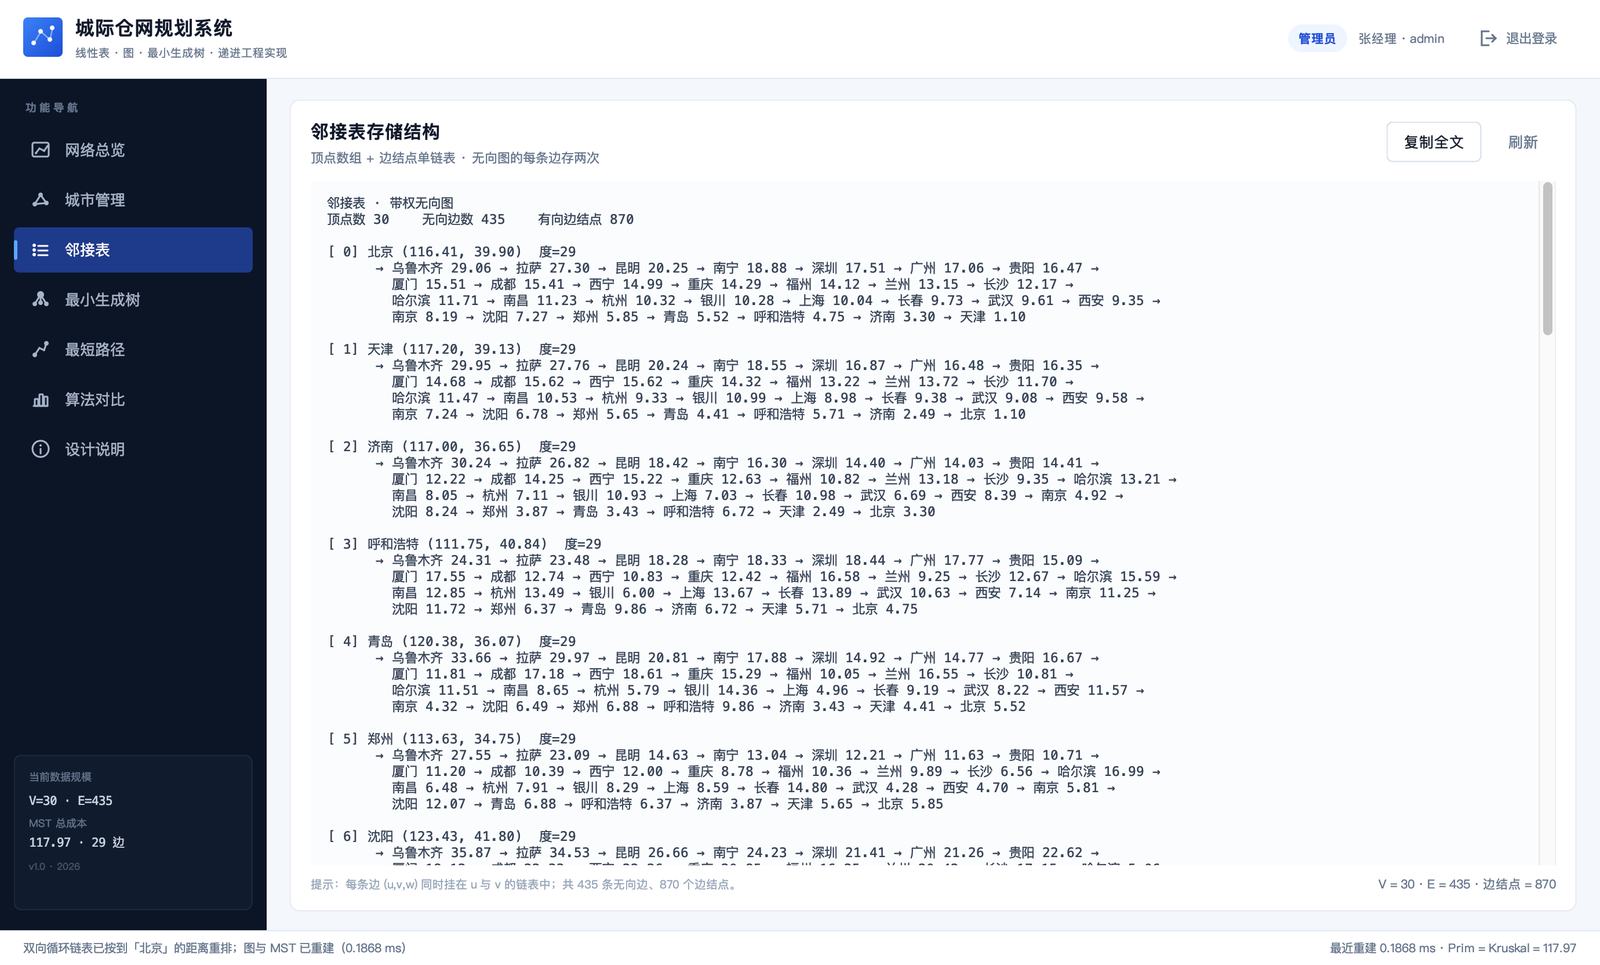 城际仓网规划系统
线性表 · 图 · 最小生成树 · 递进工程实现
管理员
张经理 · admin
退出登录
功能导航
网络总览
城市管理
邻接表
最小生成树
最短路径
算法对比
设计说明
当前数据规模
V=30 · E=435
MST 总成本
117.97 · 29 边
v1.0 · 2026
邻接表存储结构
顶点数组 + 边结点单链表 · 无向图的每条边存两次
复制全文
刷新
邻接表 · 带权无向图
顶点数 30 无向边数 435 有向边结点 870
[ 0] 北京 (116.41, 39.90) 度=29
→ 乌鲁木齐 29.06 → 拉萨 27.30 → 昆明 20.25 → 南宁 18.88 → 深圳 17.51 → 广州 17.06 → 贵阳 16.47 →
厦门 15.51 → 成都 15.41 → 西宁 14.99 → 重庆 14.29 → 福州 14.12 → 兰州 13.15 → 长沙 12.17 →
哈尔滨 11.71 → 南昌 11.23 → 杭州 10.32 → 银川 10.28 → 上海 10.04 → 长春 9.73 → 武汉 9.61 → 西安 9.35 →
南京 8.19 → 沈阳 7.27 → 郑州 5.85 → 青岛 5.52 → 呼和浩特 4.75 → 济南 3.30 → 天津 1.10
[ 1] 天津 (117.20, 39.13) 度=29
→ 乌鲁木齐 29.95 → 拉萨 27.76 → 昆明 20.24 → 南宁 18.55 → 深圳 16.87 → 广州 16.48 → 贵阳 16.35 →
厦门 14.68 → 成都 15.62 → 西宁 15.62 → 重庆 14.32 → 福州 13.22 → 兰州 13.72 → 长沙 11.70 →
哈尔滨 11.47 → 南昌 10.53 → 杭州 9.33 → 银川 10.99 → 上海 8.98 → 长春 9.38 → 武汉 9.08 → 西安 9.58 →
南京 7.24 → 沈阳 6.78 → 郑州 5.65 → 青岛 4.41 → 呼和浩特 5.71 → 济南 2.49 → 北京 1.10
[ 2] 济南 (117.00, 36.65) 度=29
→ 乌鲁木齐 30.24 → 拉萨 26.82 → 昆明 18.42 → 南宁 16.30 → 深圳 14.40 → 广州 14.03 → 贵阳 14.41 →
厦门 12.22 → 成都 14.25 → 西宁 15.22 → 重庆 12.63 → 福州 10.82 → 兰州 13.18 → 长沙 9.35 → 哈尔滨 13.21 →
南昌 8.05 → 杭州 7.11 → 银川 10.93 → 上海 7.03 → 长春 10.98 → 武汉 6.69 → 西安 8.39 → 南京 4.92 →
沈阳 8.24 → 郑州 3.87 → 青岛 3.43 → 呼和浩特 6.72 → 天津 2.49 → 北京 3.30
[ 3] 呼和浩特 (111.75, 40.84) 度=29
→ 乌鲁木齐 24.31 → 拉萨 23.48 → 昆明 18.28 → 南宁 18.33 → 深圳 18.44 → 广州 17.77 → 贵阳 15.09 →
厦门 17.55 → 成都 12.74 → 西宁 10.83 → 重庆 12.42 → 福州 16.58 → 兰州 9.25 → 长沙 12.67 → 哈尔滨 15.59 →
南昌 12.85 → 杭州 13.49 → 银川 6.00 → 上海 13.67 → 长春 13.89 → 武汉 10.63 → 西安 7.14 → 南京 11.25 →
沈阳 11.72 → 郑州 6.37 → 青岛 9.86 → 济南 6.72 → 天津 5.71 → 北京 4.75
[ 4] 青岛 (120.38, 36.07) 度=29
→ 乌鲁木齐 33.66 → 拉萨 29.97 → 昆明 20.81 → 南宁 17.88 → 深圳 14.92 → 广州 14.77 → 贵阳 16.67 →
厦门 11.81 → 成都 17.18 → 西宁 18.61 → 重庆 15.29 → 福州 10.05 → 兰州 16.55 → 长沙 10.81 →
哈尔滨 11.51 → 南昌 8.65 → 杭州 5.79 → 银川 14.36 → 上海 4.96 → 长春 9.19 → 武汉 8.22 → 西安 11.57 →
南京 4.32 → 沈阳 6.49 → 郑州 6.88 → 呼和浩特 9.86 → 济南 3.43 → 天津 4.41 → 北京 5.52
[ 5] 郑州 (113.63, 34.75) 度=29
→ 乌鲁木齐 27.55 → 拉萨 23.09 → 昆明 14.63 → 南宁 13.04 → 深圳 12.21 → 广州 11.63 → 贵阳 10.71 →
厦门 11.20 → 成都 10.39 → 西宁 12.00 → 重庆 8.78 → 福州 10.36 → 兰州 9.89 → 长沙 6.56 → 哈尔滨 16.99 →
南昌 6.48 → 杭州 7.91 → 银川 8.29 → 上海 8.59 → 长春 14.80 → 武汉 4.28 → 西安 4.70 → 南京 5.81 →
沈阳 12.07 → 青岛 6.88 → 呼和浩特 6.37 → 济南 3.87 → 天津 5.65 → 北京 5.85
[ 6] 沈阳 (123.43, 41.80) 度=29
→ 乌鲁木齐 35.87 → 拉萨 34.53 → 昆明 26.66 → 南宁 24.23 → 深圳 21.41 → 广州 21.26 → 贵阳 22.62 →
提示：每条边 (u,v,w) 同时挂在 u 与 v 的链表中；共 435 条无向边、870 个边结点。
V = 30 · E = 435 · 边结点 = 870
双向循环链表已按到「北京」的距离重排；图与 MST 已重建（0.1868 ms）
最近重建 0.1868 ms · Prim = Kruskal = 117.97